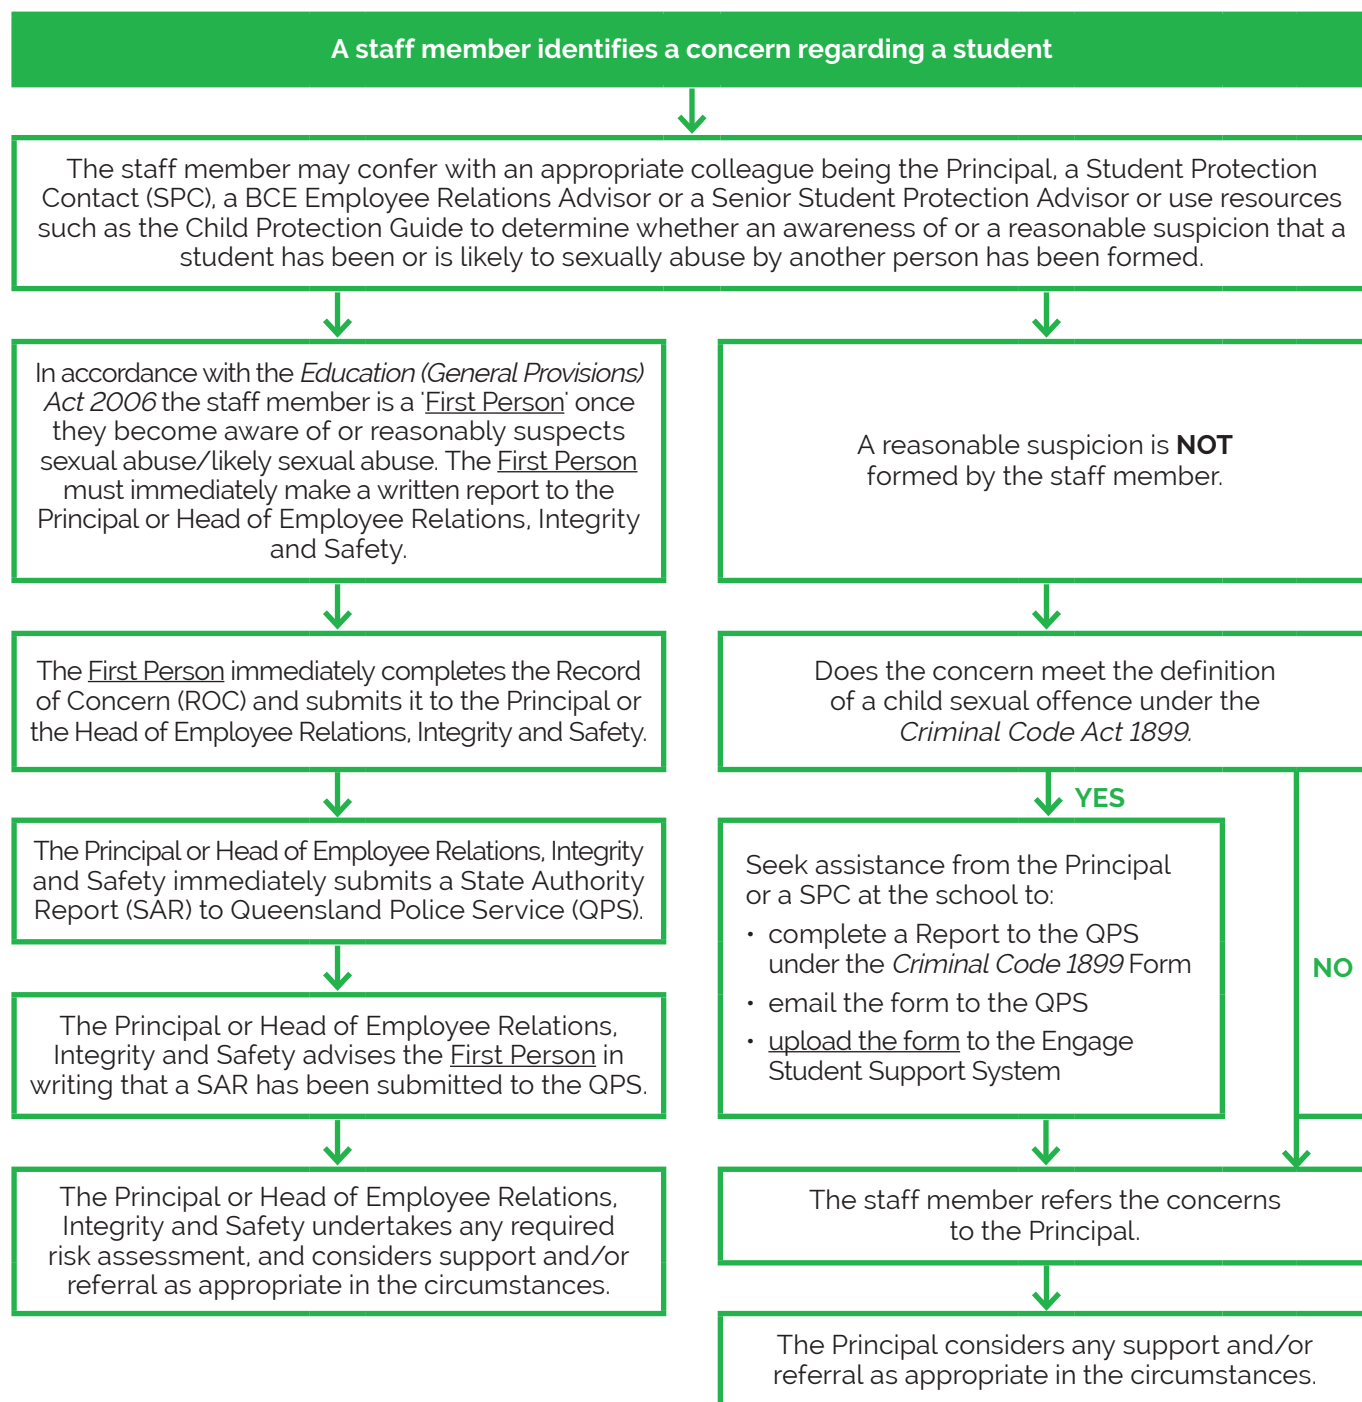 A staff member identifies a concern regarding a student
The staff member may confer with an appropriate colleague being the Principal, a Student Protection
Contact (SPC), a BCE Employee Relations Advisor or a Senior Student Protection Advisor or use resources
such as the Child Protection Guide to determine whether an awareness of or a reasonable suspicion that a
student has been or is likely to sexually abuse by another person has been formed.
In accordance with the Education (General Provisions)
Act 2006 the staff member is a 'First Person' once
they become aware of or reasonably suspects
sexual abuse/likely sexual abuse. The First Person
must immediately make a written report to the
Principal or Head of Employee Relations, Integrity
and Safety.
The First Person immediately completes the Record
of Concern (ROC) and submits it to the Principal or
the Head of Employee Relations, Integrity and Safety.
The Principal or Head of Employee Relations, Integrity
and Safety immediately submits a State Authority
Report (SAR) to Queensland Police Service (QPS).
The Principal or Head of Employee Relations,
Integrity and Safety advises the First Person in
writing that a SAR has been submitted to the QPS.
The Principal or Head of Employee Relations,
Integrity and Safety undertakes any required
risk assessment, and considers support and/or
referral as appropriate in the circumstances.
A reasonable suspicion is NOT
formed by the staff member.
Does the concern meet the definition
of a child sexual offence under the
Criminal Code Act 1899.
YES
Seek assistance from the Principal
or a SPC at the school to:
• complete a Report to the QPS
under the Criminal Code 1899 Form
• email the form to the QPS
• upload the form to the Engage
Student Support System
NO
The staff member refers the concerns
to the Principal.
The Principal considers any support and/or
referral as appropriate in the circumstances.